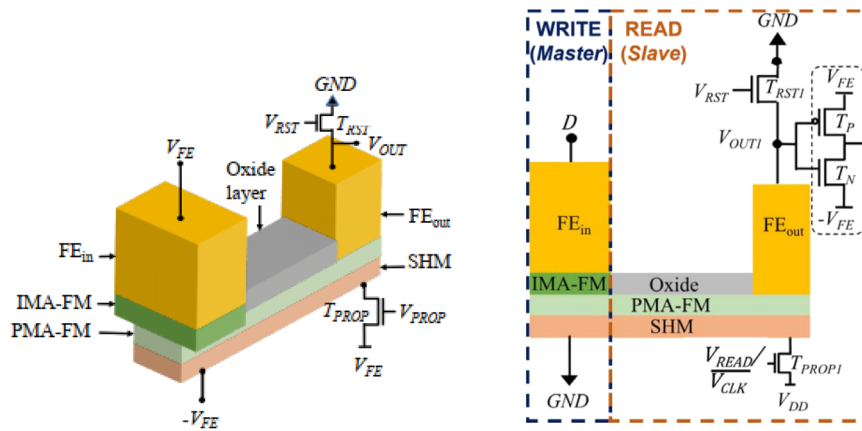 GND
V_RST
T_RST
V_OUT
V_FE
Oxide
layer
FE_in
FE_out
SHM
IMA-FM
PMA-FM
T_PROP
V_PROP
V_FE
-V_FE
WRITE
(Master)
READ
(Slave)
GND
V_RST
T_RST1
V_FE
T_P
D
V_OUT1
T_N
-V_FE
FE_in
FE_out
IMA-FM
Oxide
PMA-FM
SHM
V_READ/
V_CLK
T_PROP1
GND
V_DD